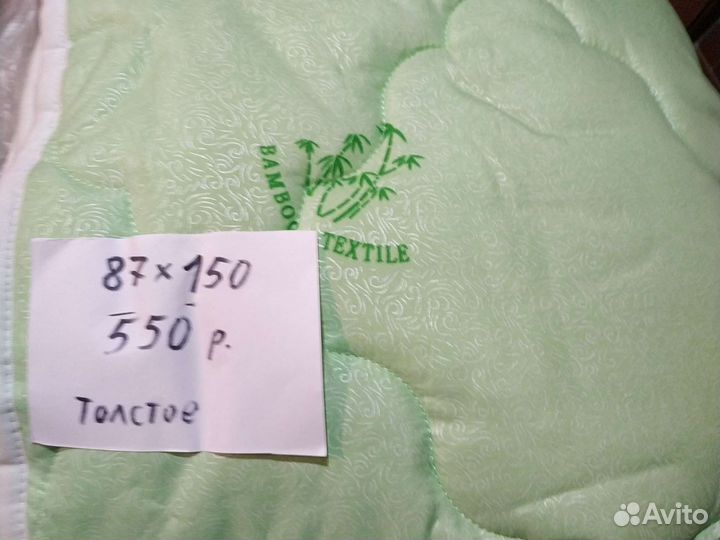 BAMBOO TEXTILE
87×150
550 р.
Толстое
Avito